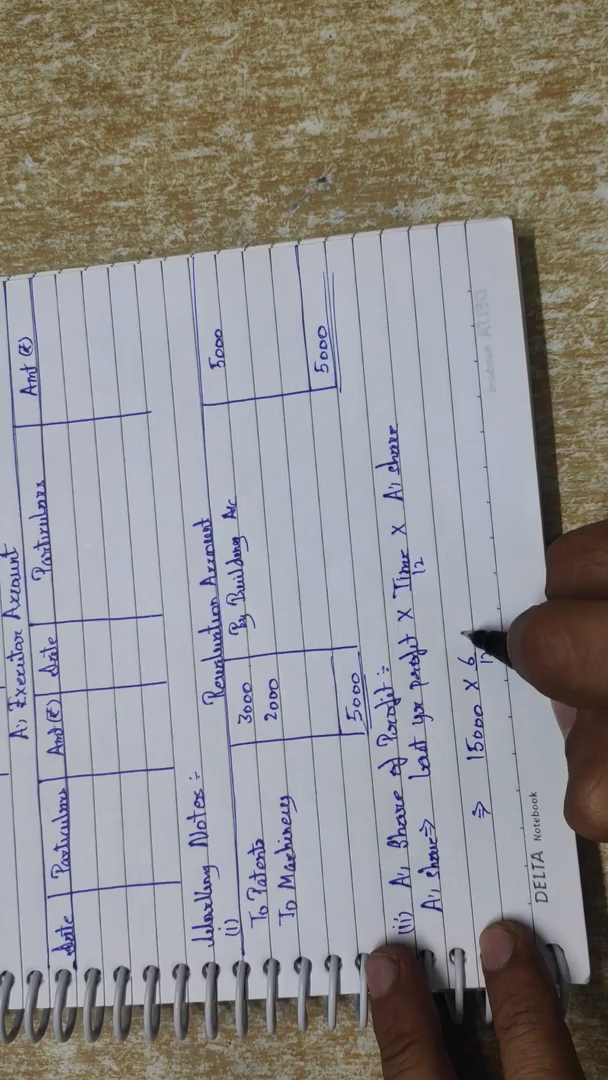 A's Executor Account
Date Particulars Amt (₹) Date Particulars Amt (₹)
Working Notes :-
(i) Revaluation Account
To Patents 3000 By Building A/c 5000
To Machinery 2000
5000 5000
(ii) A's Share of Profit :-
A's Share ⇒ Last yr profit × Time/12 × A's share
⇒ 15000 × 6/
DELTA Notebook
DELTA Notebook